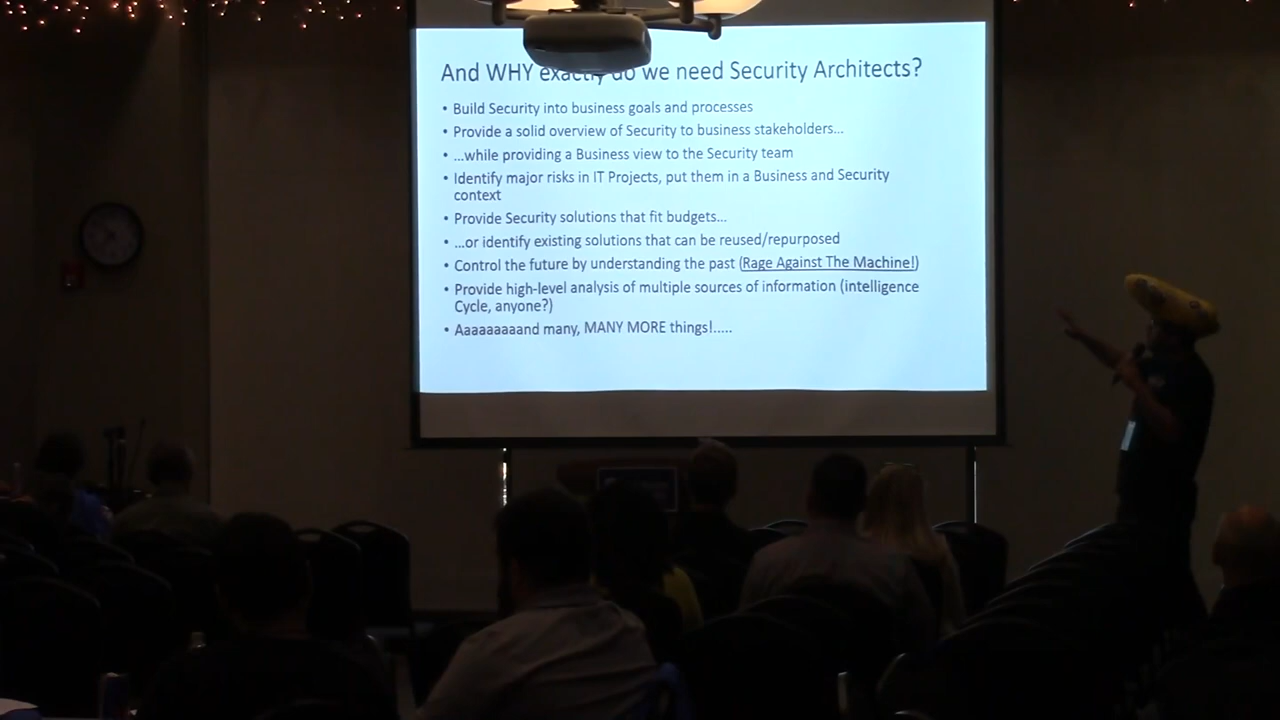 And WHY exactly do we need Security Architects?
• Build Security into business goals and processes
• Provide a solid overview of Security to business stakeholders...
• ...while providing a Business view to the Security team
• Identify major risks in IT Projects, put them in a Business and Security
context
• Provide Security solutions that fit budgets...
• ...or identify existing solutions that can be reused/repurposed
• Control the future by understanding the past (Rage Against The Machine!)
• Provide high-level analysis of multiple sources of information (intelligence
Cycle, anyone?)
• Aaaaaaaaand many, MANY MORE things!.....